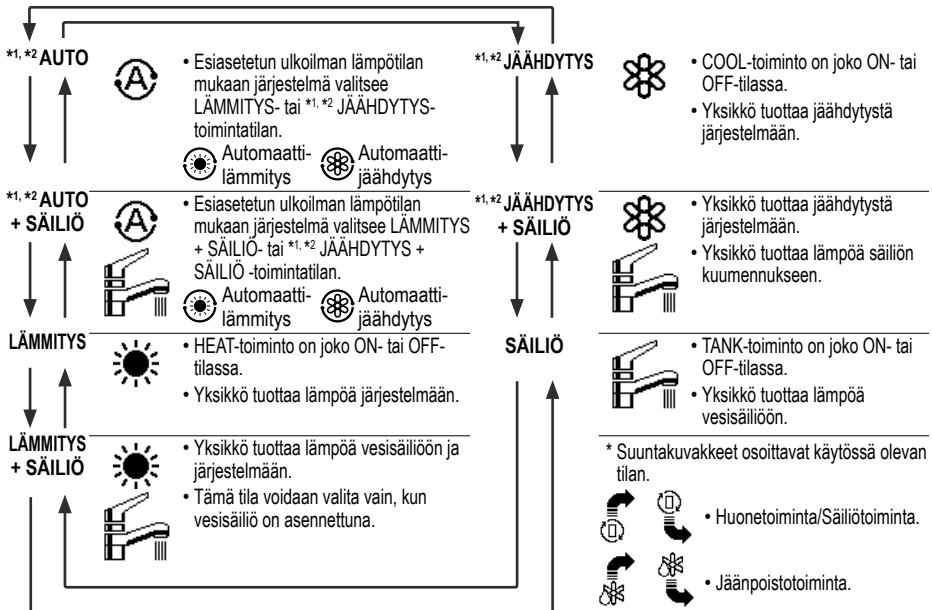 *1, *2 AUTO
• Esiasetetun ulkoilman lämpötilan
mukaan järjestelmä valitsee
LÄMMITYS- tai *1, *2 JÄÄHDYTYS-
toimintatilan.
Automaatti-
lämmitys
Automaatti-
jäähdytys
*1, *2 AUTO
+ SÄILIÖ
• Esiasetetun ulkoilman lämpötilan
mukaan järjestelmä valitsee LÄMMITYS
+ SÄILIÖ- tai *1, *2 JÄÄHDYTYS +
SÄILIÖ -toimintatilan.
Automaatti-
lämmitys
Automaatti-
jäähdytys
LÄMMITYS
• HEAT-toiminto on joko ON- tai OFF-
tilassa.
• Yksikkö tuottaa lämpöä järjestelmään.
LÄMMITYS
+ SÄILIÖ
• Yksikkö tuottaa lämpöä vesisäiliöön ja
järjestelmään.
• Tämä tila voidaan valita vain, kun
vesisäiliö on asennettuna.
*1, *2 JÄÄHDYTYS
• COOL-toiminto on joko ON- tai
OFF-tilassa.
• Yksikkö tuottaa jäähdytystä
järjestelmään.
*1, *2 JÄÄHDYTYS
+ SÄILIÖ
• Yksikkö tuottaa jäähdytystä
järjestelmään.
• Yksikkö tuottaa lämpöä säiliön
kuumennukseen.
SÄILIÖ
• TANK-toiminto on joko ON- tai
OFF-tilassa.
• Yksikkö tuottaa lämpöä
vesisäiliöön.
* Suuntakuvakkeet osoittavat käytössä olevan
tilan.
• Huonetoiminta/Säiliötoiminta.
• Jäänpoistotoiminta.